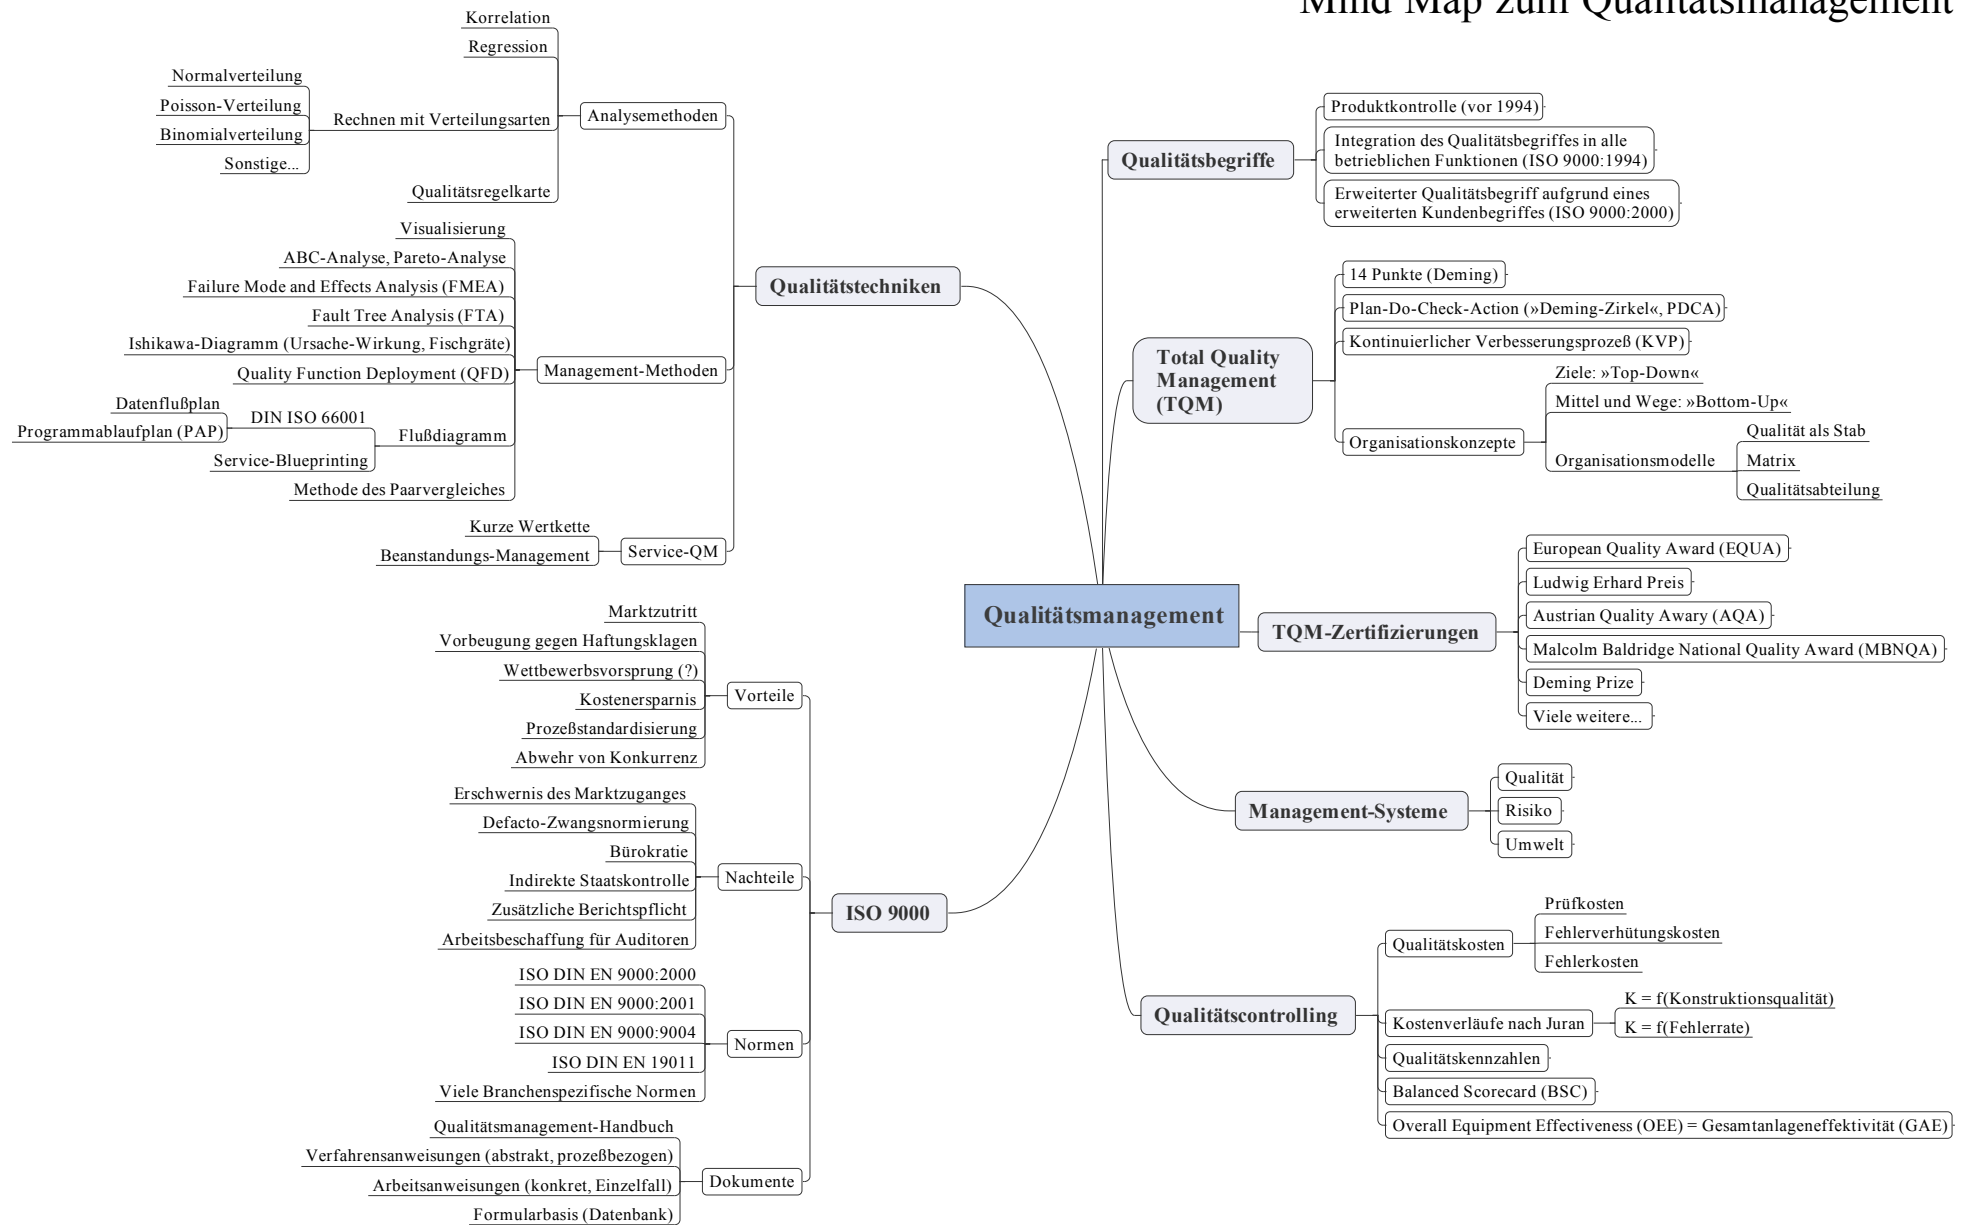 Mind Map zum Qualitätsmanagement
Qualitätsmanagement
Qualitätstechniken
Analysemethoden
Korrelation
Regression
Rechnen mit Verteilungsarten
Normalverteilung
Poisson-Verteilung
Binomialverteilung
Sonstige...
Qualitätsregelkarte
Management-Methoden
Visualisierung
ABC-Analyse, Pareto-Analyse
Failure Mode and Effects Analysis (FMEA)
Fault Tree Analysis (FTA)
Ishikawa-Diagramm (Ursache-Wirkung, Fischgräte)
Quality Function Deployment (QFD)
Flußdiagramm
DIN ISO 66001
Datenflußplan
Programmablaufplan (PAP)
Service-Blueprinting
Methode des Paarvergleiches
Service-QM
Kurze Wertkette
Beanstandungs-Management
ISO 9000
Vorteile
Marktzutritt
Vorbeugung gegen Haftungsklagen
Wettbewerbsvorsprung (?)
Kostenersparnis
Prozeßstandardisierung
Abwehr von Konkurrenz
Nachteile
Erschwernis des Marktzuganges
Defacto-Zwangsnormierung
Bürokratie
Indirekte Staatskontrolle
Zusätzliche Berichtspflicht
Arbeitsbeschaffung für Auditoren
Normen
ISO DIN EN 9000:2000
ISO DIN EN 9000:2001
ISO DIN EN 9000:9004
ISO DIN EN 19011
Viele Branchenspezifische Normen
Dokumente
Qualitätsmanagement-Handbuch
Verfahrensanweisungen (abstrakt, prozeßbezogen)
Arbeitsanweisungen (konkret, Einzelfall)
Formularbasis (Datenbank)
Qualitätsbegriffe
Produktkontrolle (vor 1994)
Integration des Qualitätsbegriffes in alle
betrieblichen Funktionen (ISO 9000:1994)
Erweiterter Qualitätsbegriff aufgrund eines
erweiterten Kundenbegriffes (ISO 9000:2000)
Total Quality
Management
(TQM)
14 Punkte (Deming)
Plan-Do-Check-Action (»Deming-Zirkel«, PDCA)
Kontinuierlicher Verbesserungsprozeß (KVP)
Organisationskonzepte
Ziele: »Top-Down«
Mittel und Wege: »Bottom-Up«
Organisationsmodelle
Qualität als Stab
Matrix
Qualitätsabteilung
TQM-Zertifizierungen
European Quality Award (EQUA)
Ludwig Erhard Preis
Austrian Quality Awary (AQA)
Malcolm Baldridge National Quality Award (MBNQA)
Deming Prize
Viele weitere...
Management-Systeme
Qualität
Risiko
Umwelt
Qualitätscontrolling
Qualitätskosten
Prüfkosten
Fehlerverhütungskosten
Fehlerkosten
Kostenverläufe nach Juran
K = f(Konstruktionsqualität)
K = f(Fehlerrate)
Qualitätskennzahlen
Balanced Scorecard (BSC)
Overall Equipment Effectiveness (OEE) = Gesamtanlageneffektivität (GAE)